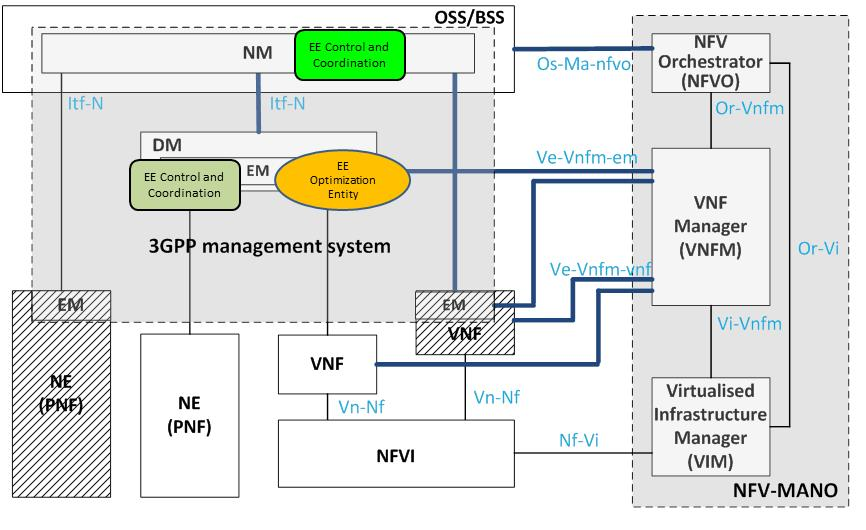 OSS/BSS
NM
EE Control and
Coordination
NFV
Orchestrator
(NFVO)
Os-Ma-nfvo
Itf-N
Itf-N
Or-Vnfm
DM
EM
EE Control and
Coordination
EE
Optimization
Entity
Ve-Vnfm-em
VNF
Manager
(VNFM)
3GPP management system
Or-Vi
Ve-Vnfm-vnf
EM
EM
VNF
Vi-Vnfm
VNF
NE
(PNF)
NE
(PNF)
Vn-Nf
Vn-Nf
Virtualised
Infrastructure
Manager
(VIM)
NFVI
Nf-Vi
NFV-MANO